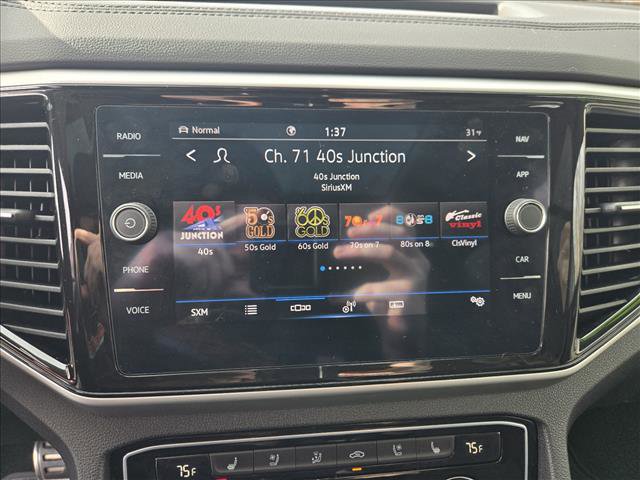 RADIO
MEDIA
PHONE
VOICE
NAV
APP
CAR
MENU
Normal 1:37 31°F
< Ch. 71 40s Junction >
40s Junction
SiriusXM
40s JUNCTION
50s GOLD
60s GOLD
70s on 7
80s on 8
Classic vinyl
40s 50s Gold 60s Gold 70s on 7 80s on 8 ClsVinyl
SXM
75°F 75°F